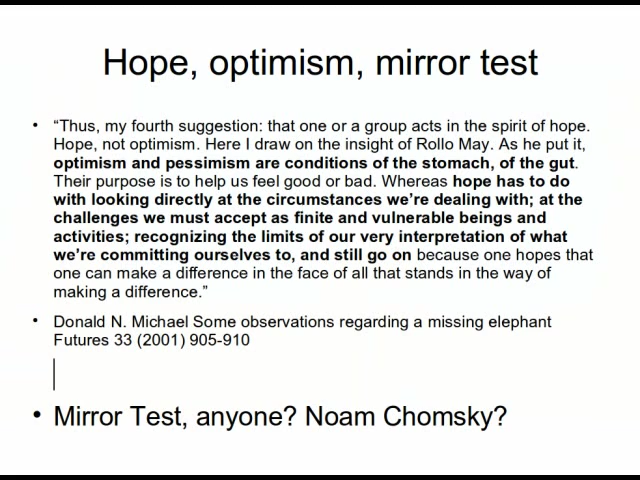 Hope, optimism, mirror test
• “Thus, my fourth suggestion: that one or a group acts in the spirit of hope.
Hope, not optimism. Here I draw on the insight of Rollo May. As he put it,
optimism and pessimism are conditions of the stomach, of the gut.
Their purpose is to help us feel good or bad. Whereas hope has to do
with looking directly at the circumstances we’re dealing with; at the
challenges we must accept as finite and vulnerable beings and
activities; recognizing the limits of our very interpretation of what
we’re committing ourselves to, and still go on because one hopes that
one can make a difference in the face of all that stands in the way of
making a difference.”
• Donald N. Michael Some observations regarding a missing elephant
Futures 33 (2001) 905-910
• Mirror Test, anyone? Noam Chomsky?